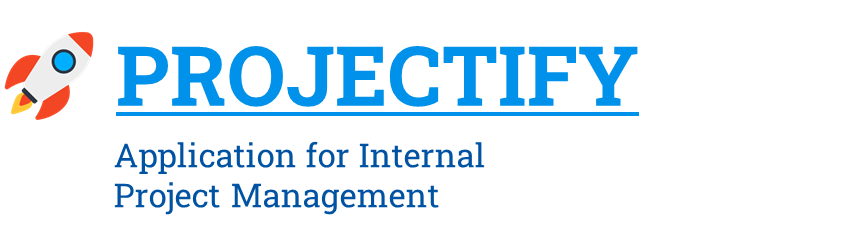 PROJECTIFY
Application for Internal
Project Management